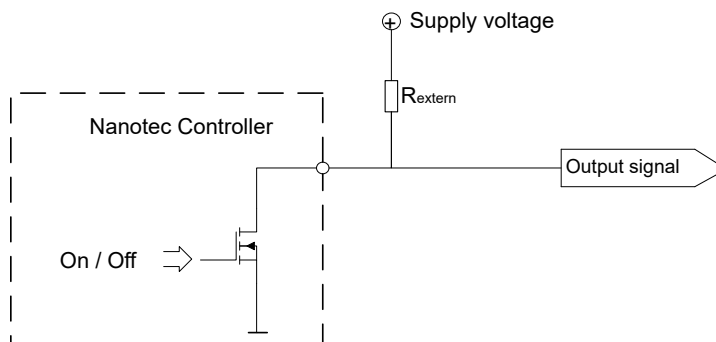 Supply voltage
Rextern
Nanotec Controller
Output signal
On / Off